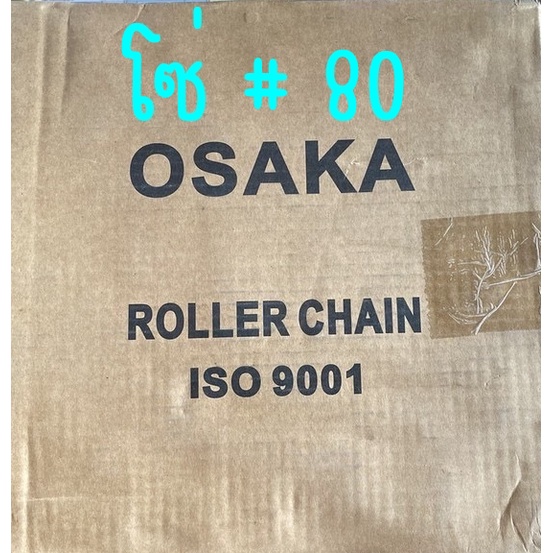 โซ่ # 80
OSAKA
ROLLER CHAIN
ISO 9001